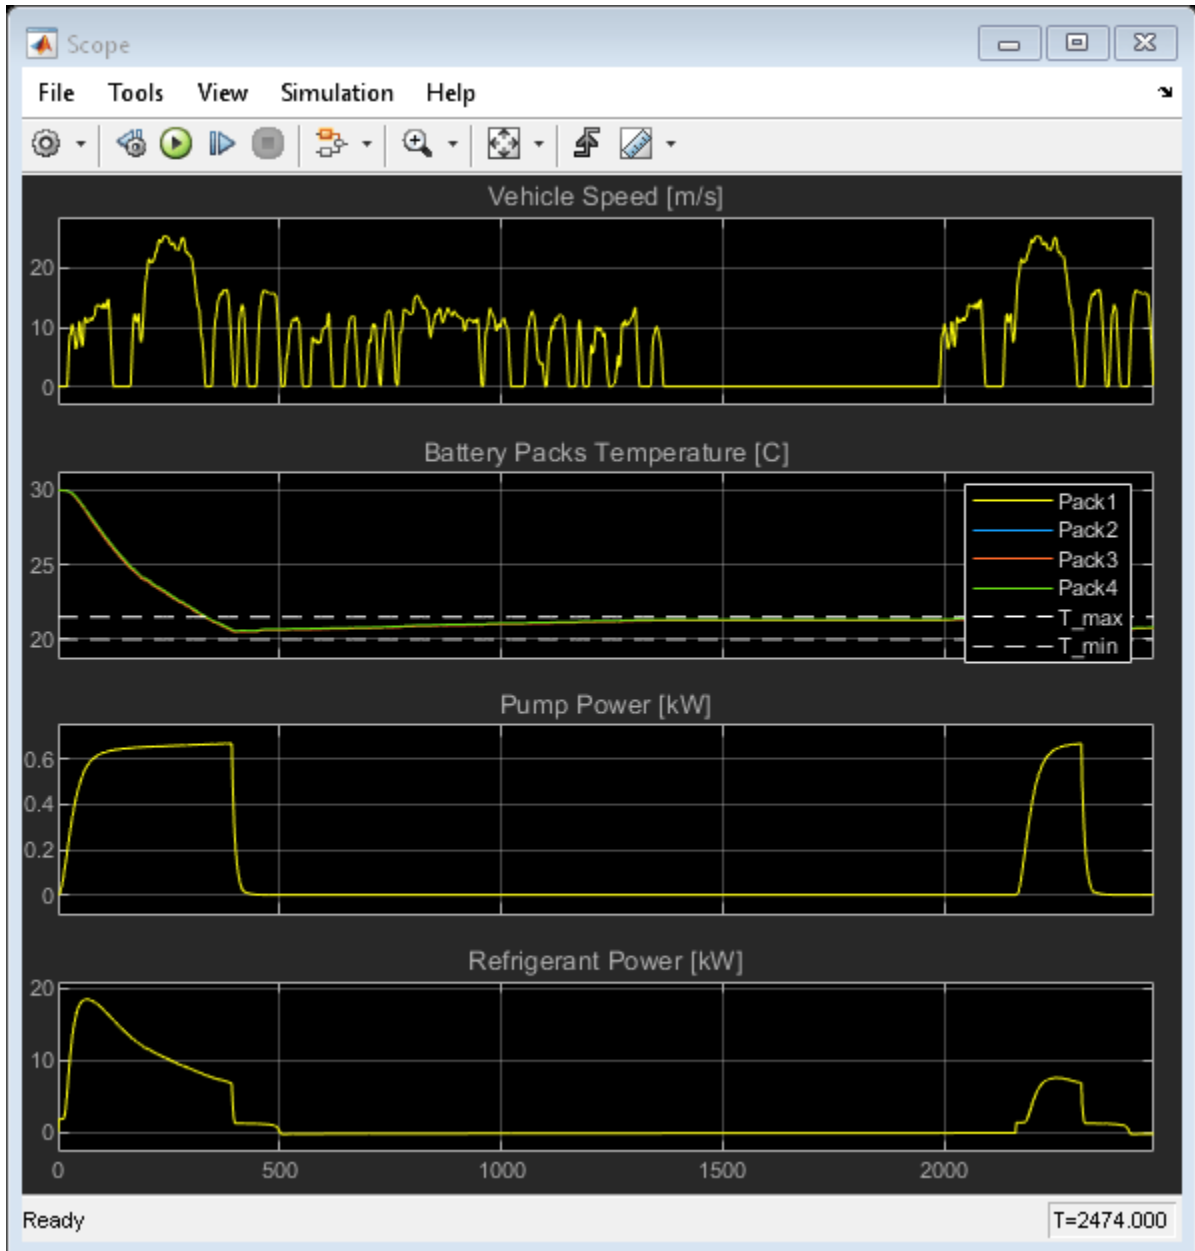 Scope
File Tools View Simulation Help
Vehicle Speed [m/s]
20
10
0
Battery Packs Temperature [C]
30
25
20
Pack1
Pack2
Pack3
Pack4
T_max
T_min
Pump Power [kW]
0.6
0.4
0.2
0
Refrigerant Power [kW]
20
10
0
0 500 1000 1500 2000
Ready T=2474.000